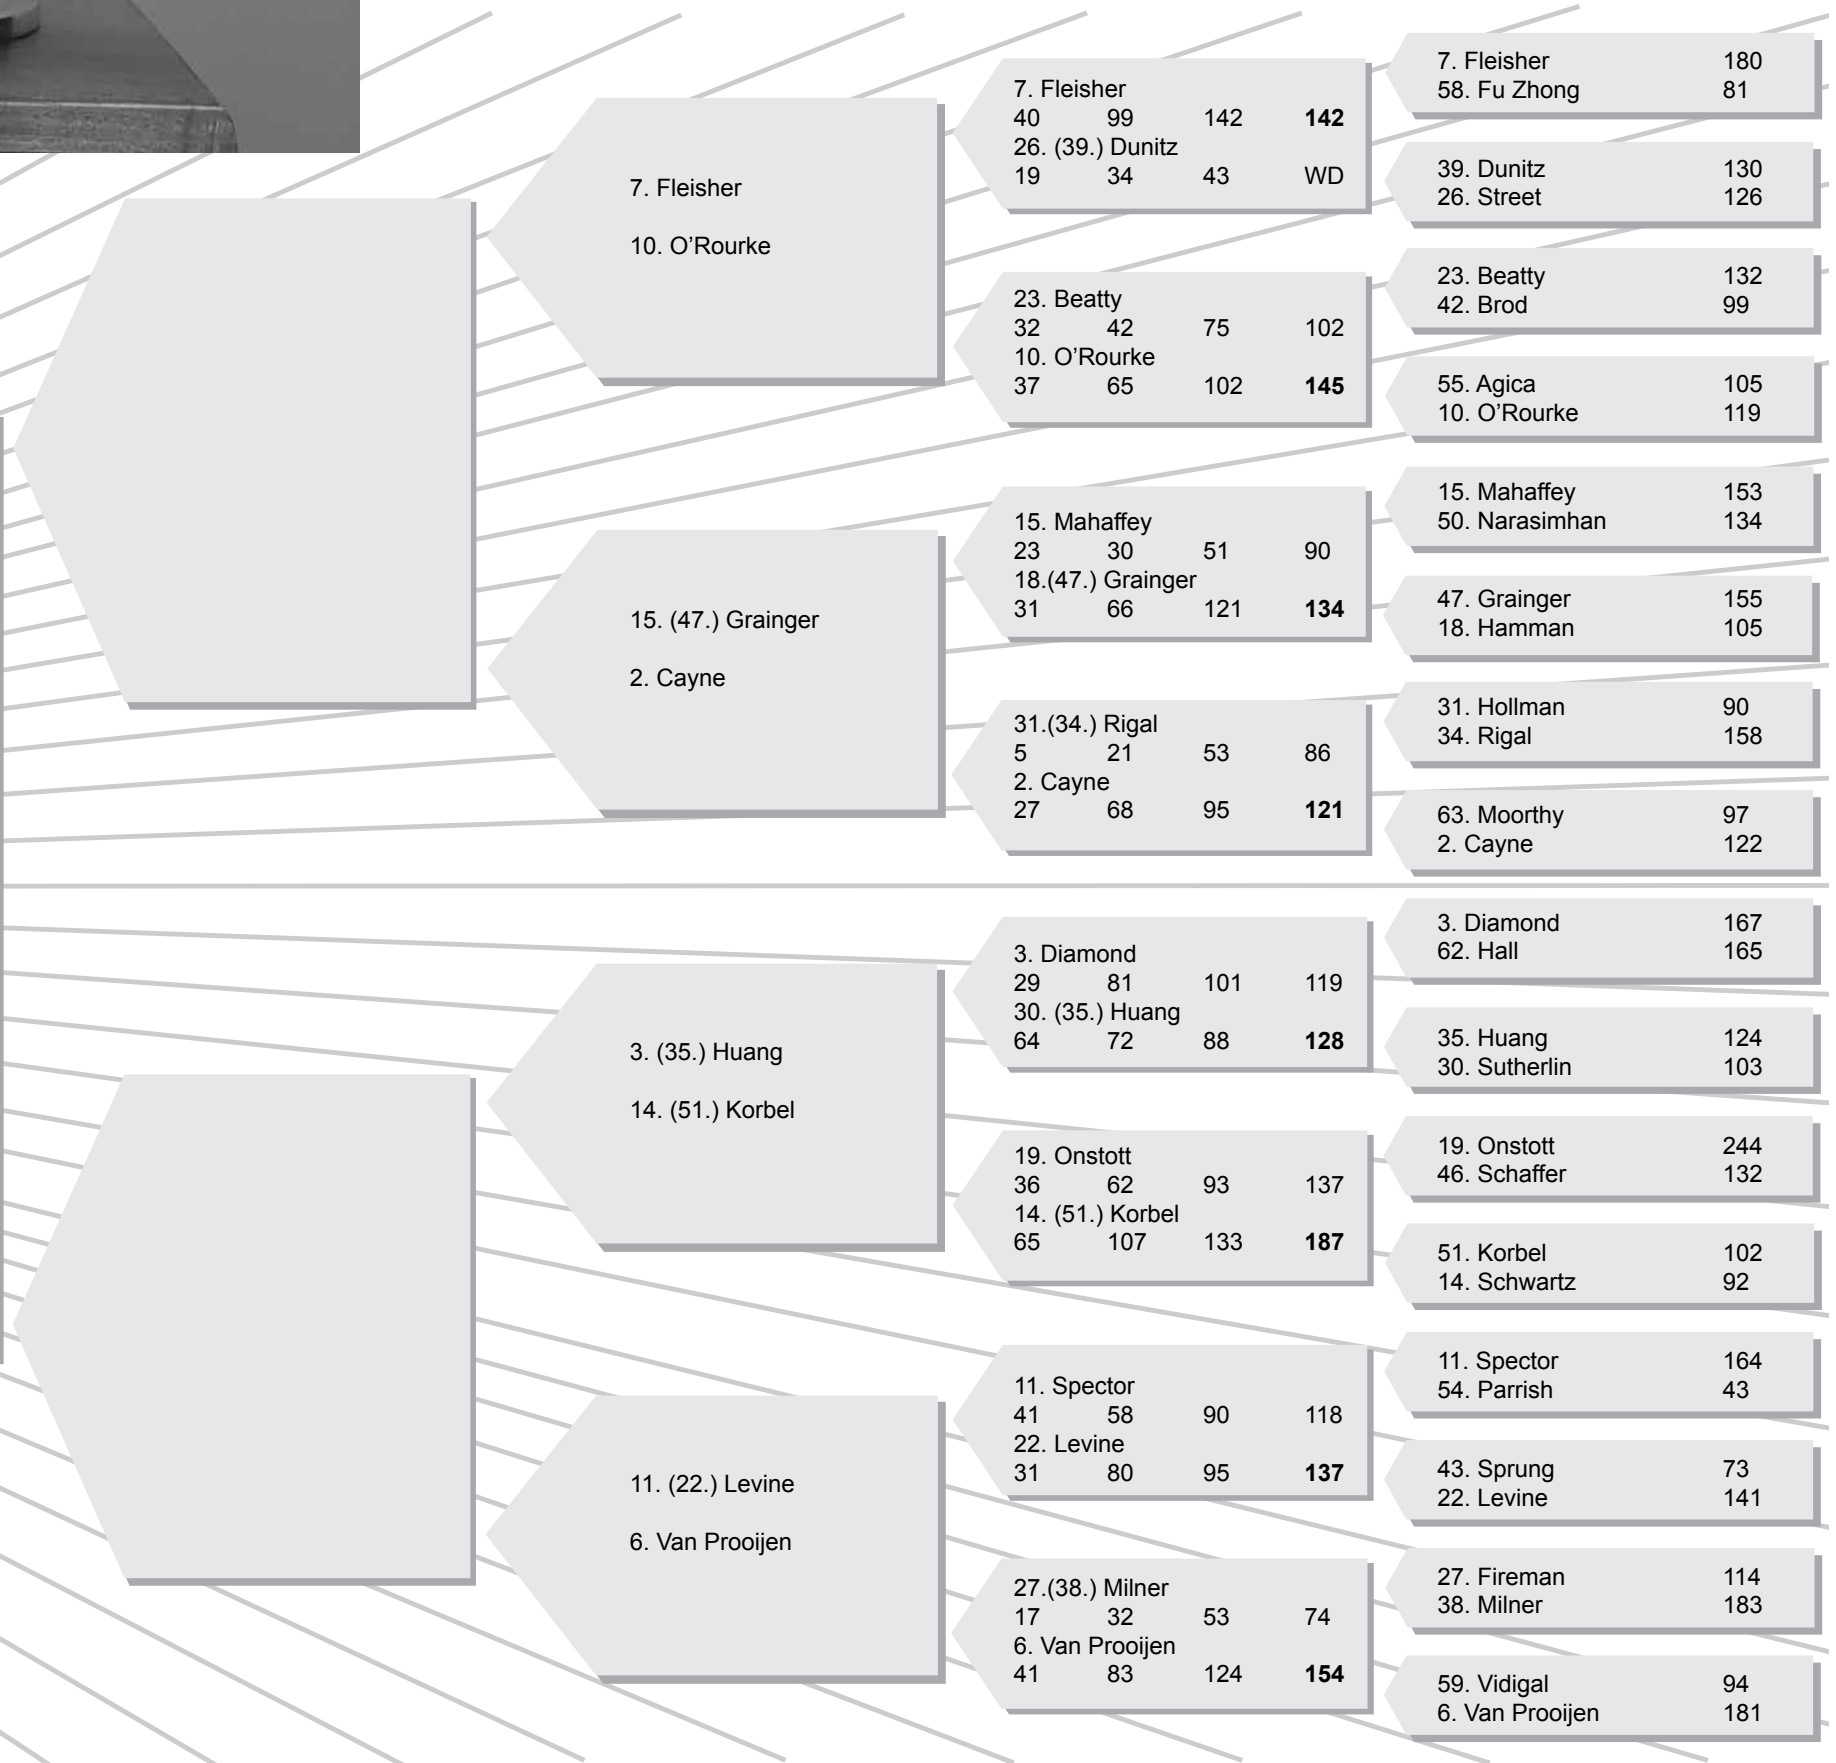 7. Fleisher
10. O’Rourke
15. (47.) Grainger
2. Cayne
3. (35.) Huang
14. (51.) Korbel
11. (22.) Levine
6. Van Prooijen
7. Fleisher
40 99 142 142
26. (39.) Dunitz
19 34 43 WD
23. Beatty
32 42 75 102
10. O’Rourke
37 65 102 145
15. Mahaffey
23 30 51 90
18.(47.) Grainger
31 66 121 134
31.(34.) Rigal
5 21 53 86
2. Cayne
27 68 95 121
3. Diamond
29 81 101 119
30. (35.) Huang
64 72 88 128
19. Onstott
36 62 93 137
14. (51.) Korbel
65 107 133 187
11. Spector
41 58 90 118
22. Levine
31 80 95 137
27.(38.) Milner
17 32 53 74
6. Van Prooijen
41 83 124 154
7. Fleisher 180
58. Fu Zhong 81
39. Dunitz 130
26. Street 126
23. Beatty 132
42. Brod 99
55. Agica 105
10. O’Rourke 119
15. Mahaffey 153
50. Narasimhan 134
47. Grainger 155
18. Hamman 105
31. Hollman 90
34. Rigal 158
63. Moorthy 97
2. Cayne 122
3. Diamond 167
62. Hall 165
35. Huang 124
30. Sutherlin 103
19. Onstott 244
46. Schaffer 132
51. Korbel 102
14. Schwartz 92
11. Spector 164
54. Parrish 43
43. Sprung 73
22. Levine 141
27. Fireman 114
38. Milner 183
59. Vidigal 94
6. Van Prooijen 181